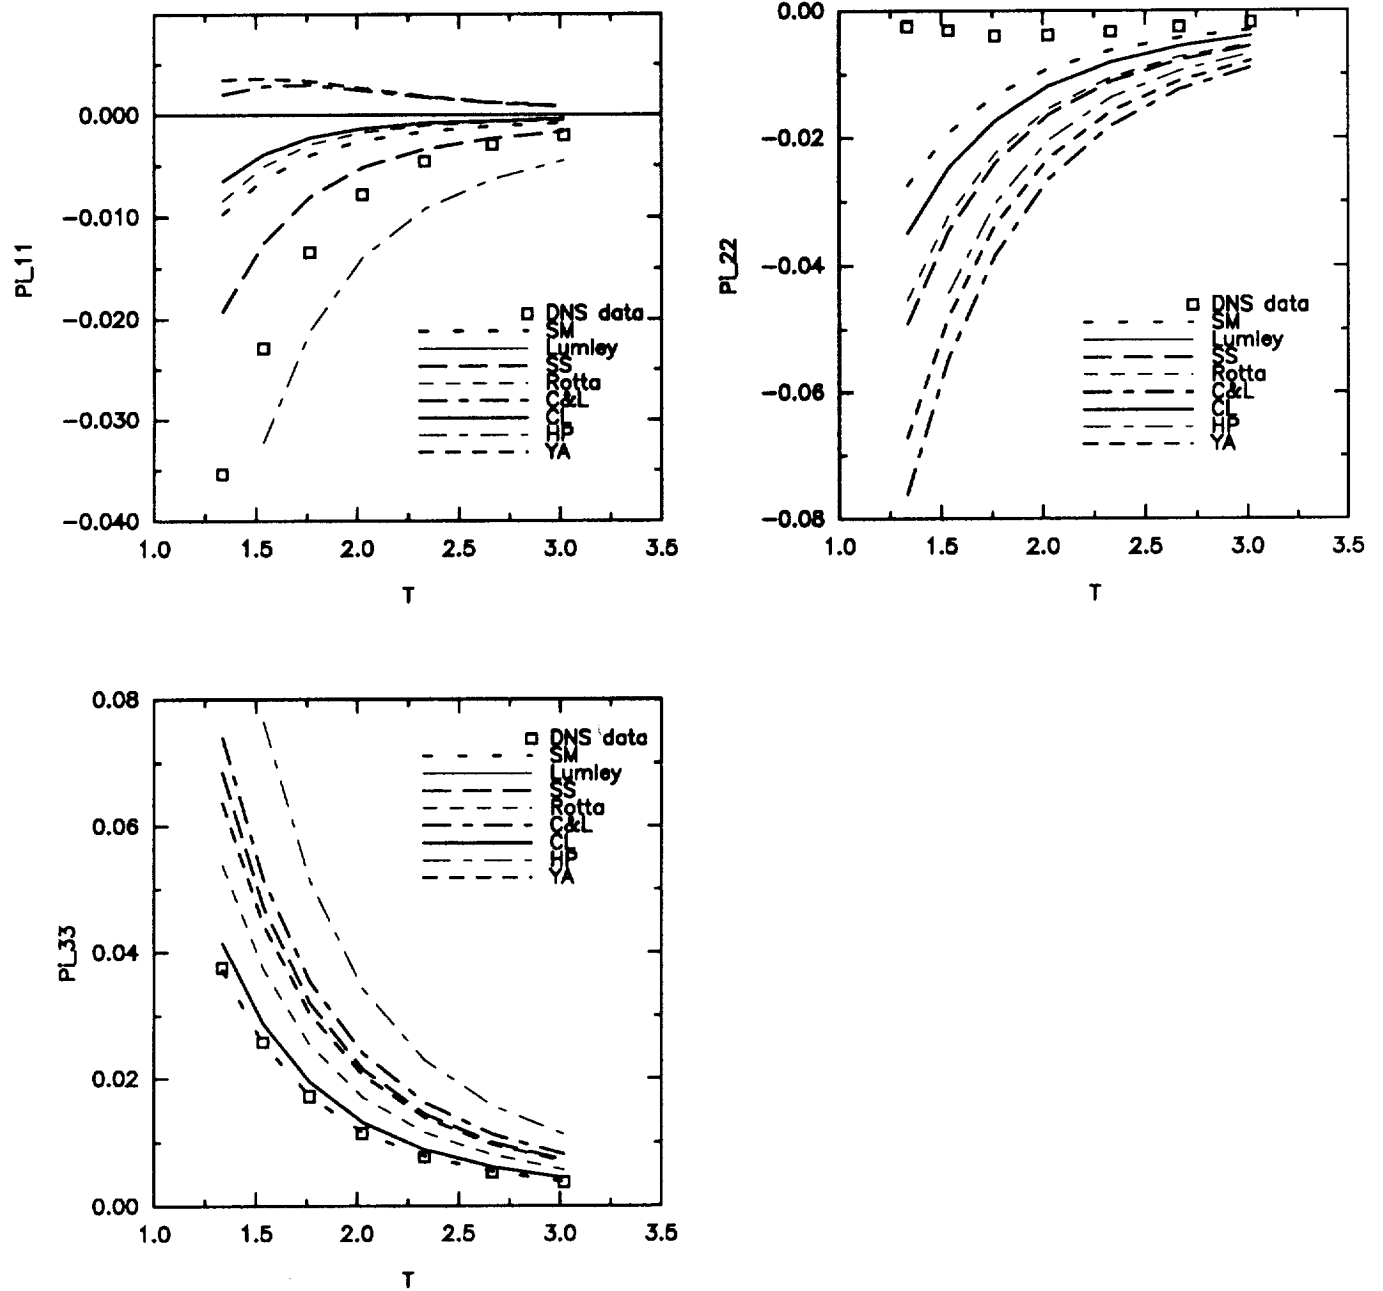 0.000
−0.010
−0.020
−0.030
−0.040
PI_11
1.0 1.5 2.0 2.5 3.0 3.5
T
DNS data
SM
Lumley
SS
Rotta
C&L
CL
HP
YA
0.00
−0.02
−0.04
−0.06
−0.08
PI_22
1.0 1.5 2.0 2.5 3.0 3.5
T
DNS data
SM
Lumley
SS
Rotta
C&L
CL
HP
YA
0.08
0.06
0.04
0.02
0.00
PI_33
1.0 1.5 2.0 2.5 3.0 3.5
T
DNS data
SM
Lumley
SS
Rotta
C&L
CL
HP
YA